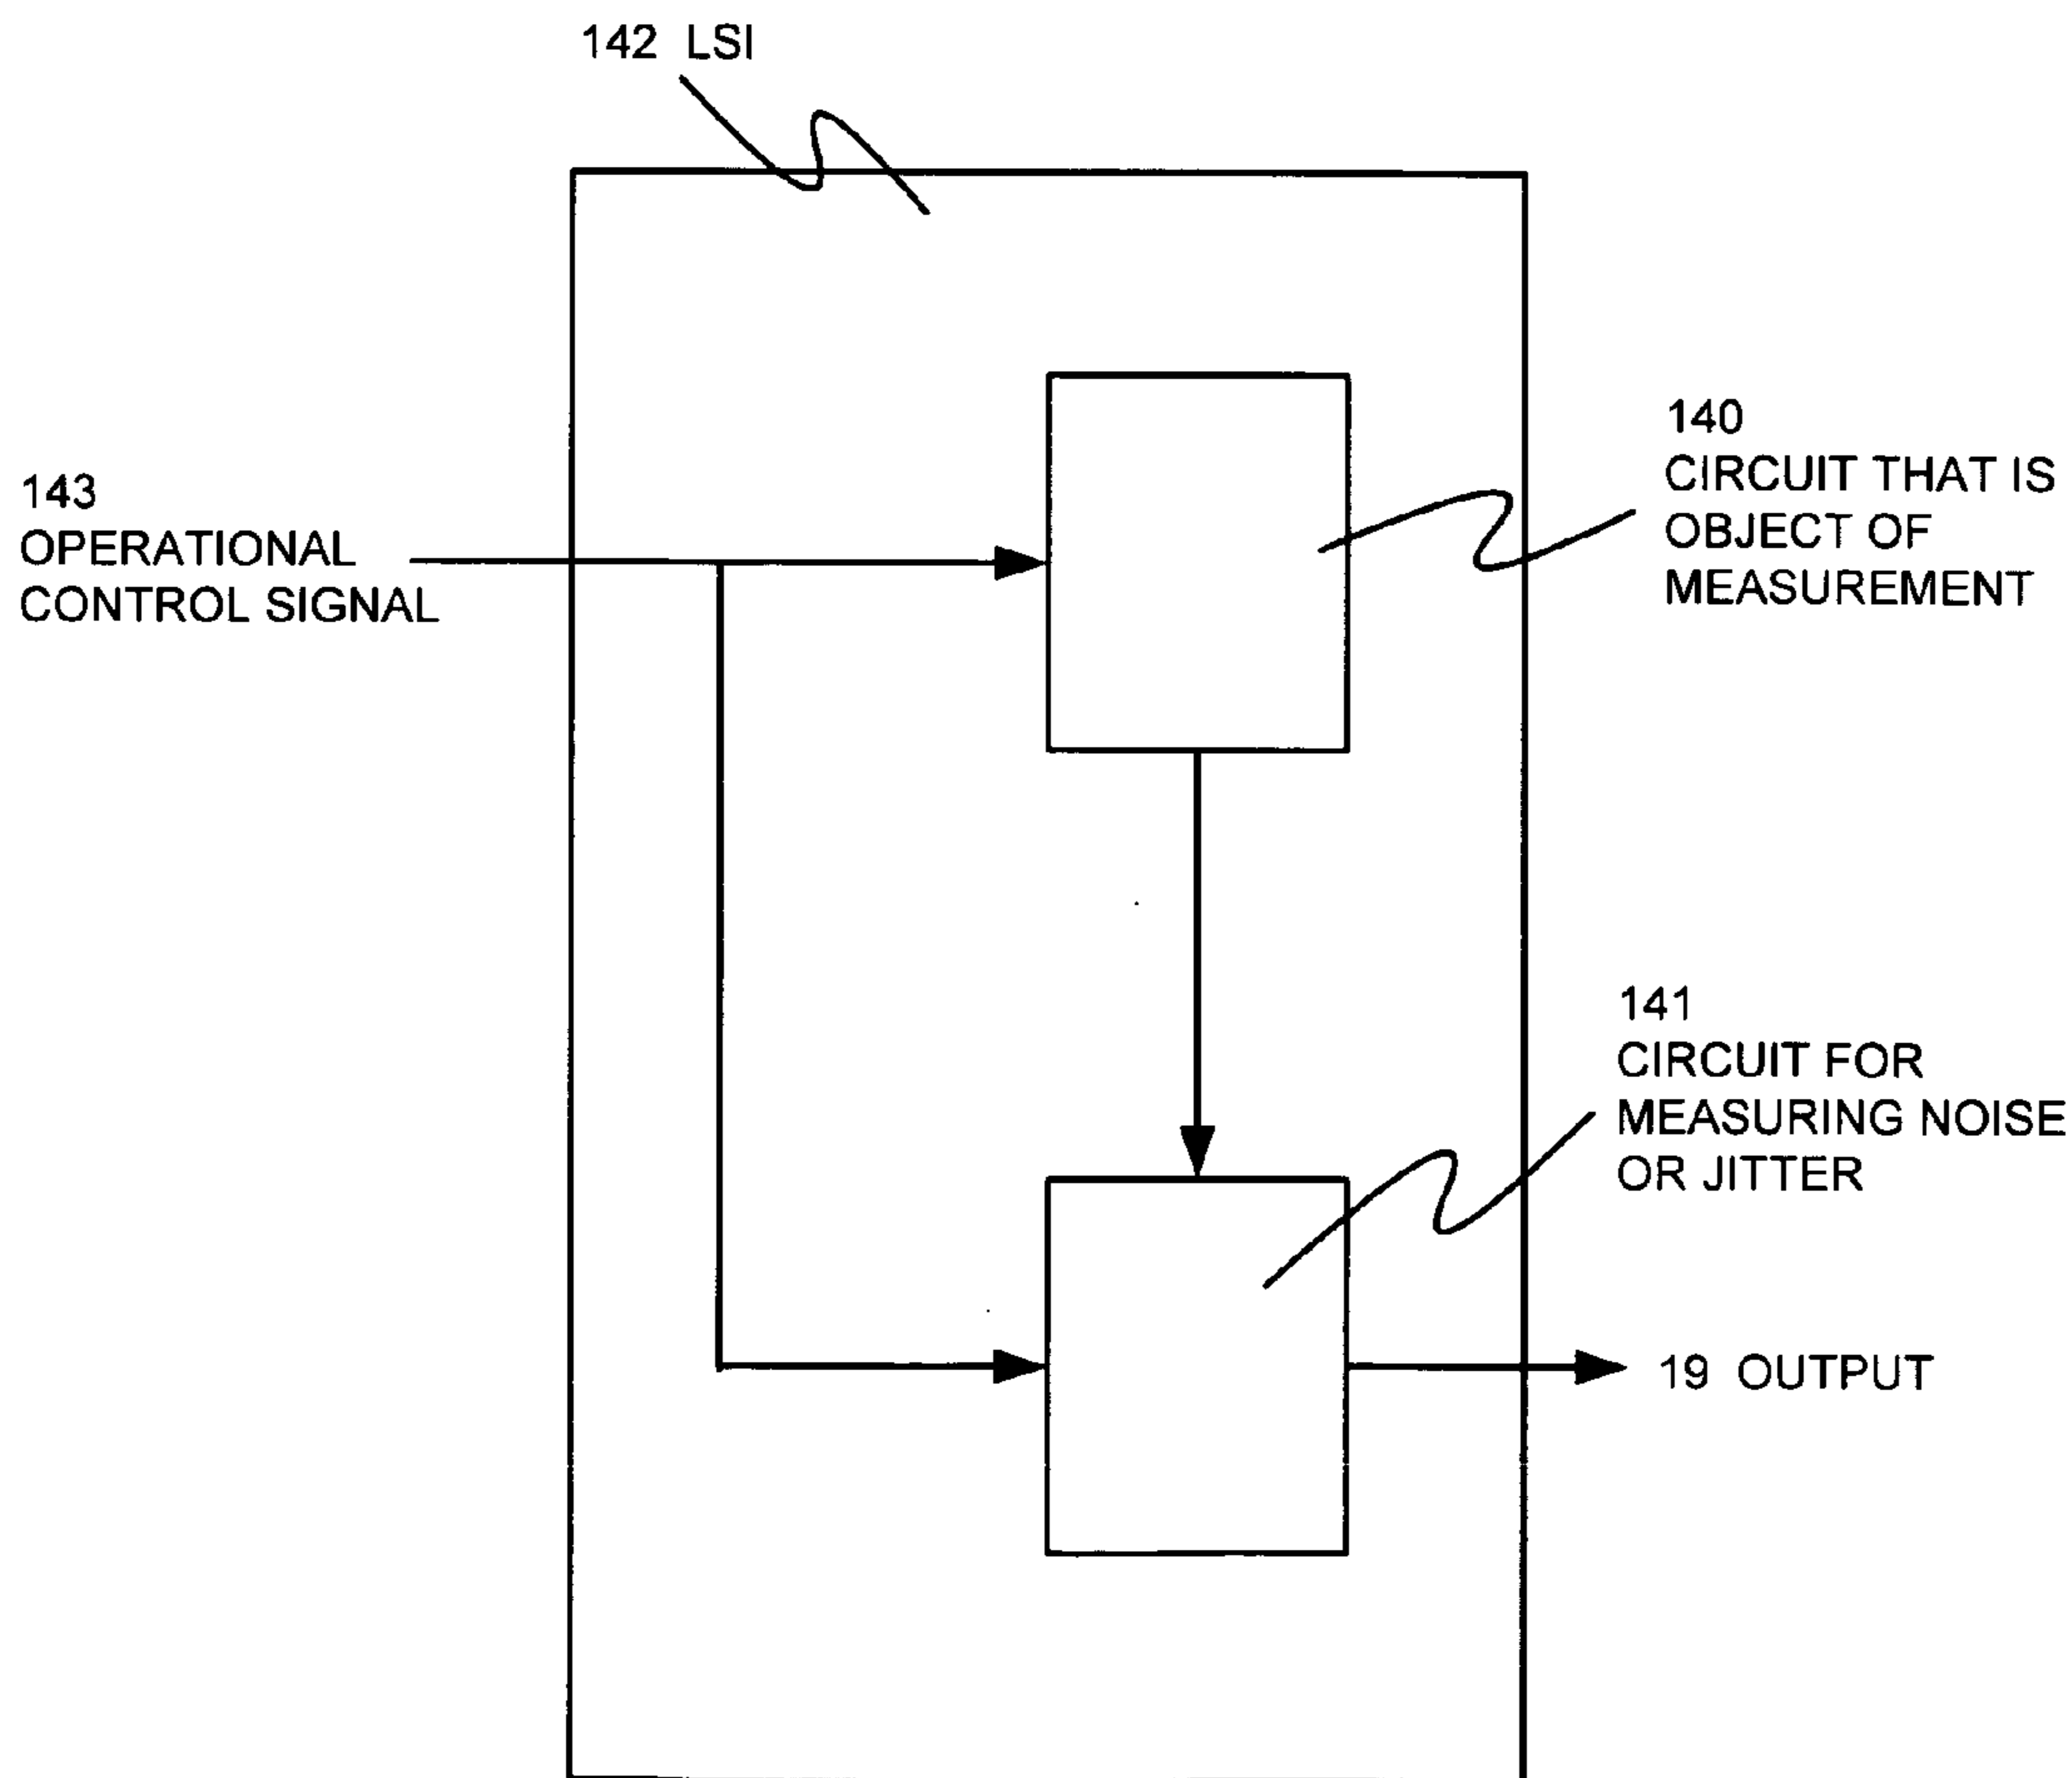 142 LSI
143
OPERATIONAL
CONTROL SIGNAL
140
CIRCUIT THAT IS
OBJECT OF
MEASUREMENT
141
CIRCUIT FOR
MEASURING NOISE
OR JITTER
19 OUTPUT